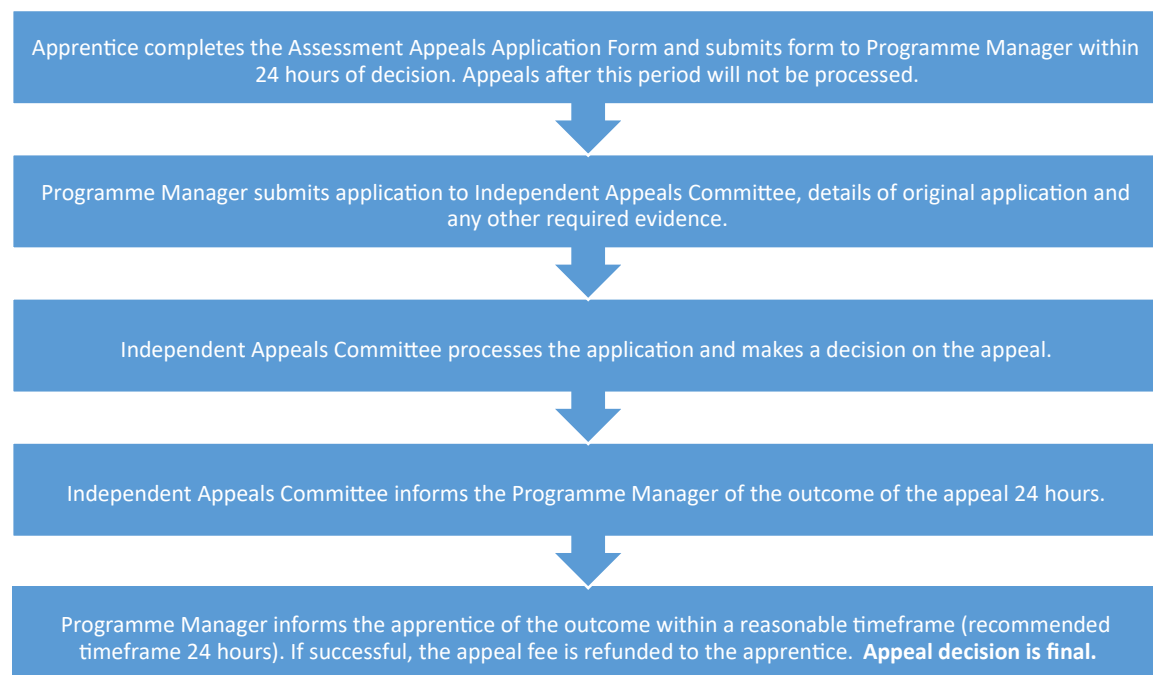 Apprentice completes the Assessment Appeals Application Form and submits form to Programme Manager within
24 hours of decision. Appeals after this period will not be processed.
Programme Manager submits application to Independent Appeals Committee, details of original application and
any other required evidence.
Independent Appeals Committee processes the application and makes a decision on the appeal.
Independent Appeals Committee informs the Programme Manager of the outcome of the appeal 24 hours.
Programme Manager informs the apprentice of the outcome within a reasonable timeframe (recommended
timeframe 24 hours). If successful, the appeal fee is refunded to the apprentice. Appeal decision is final.